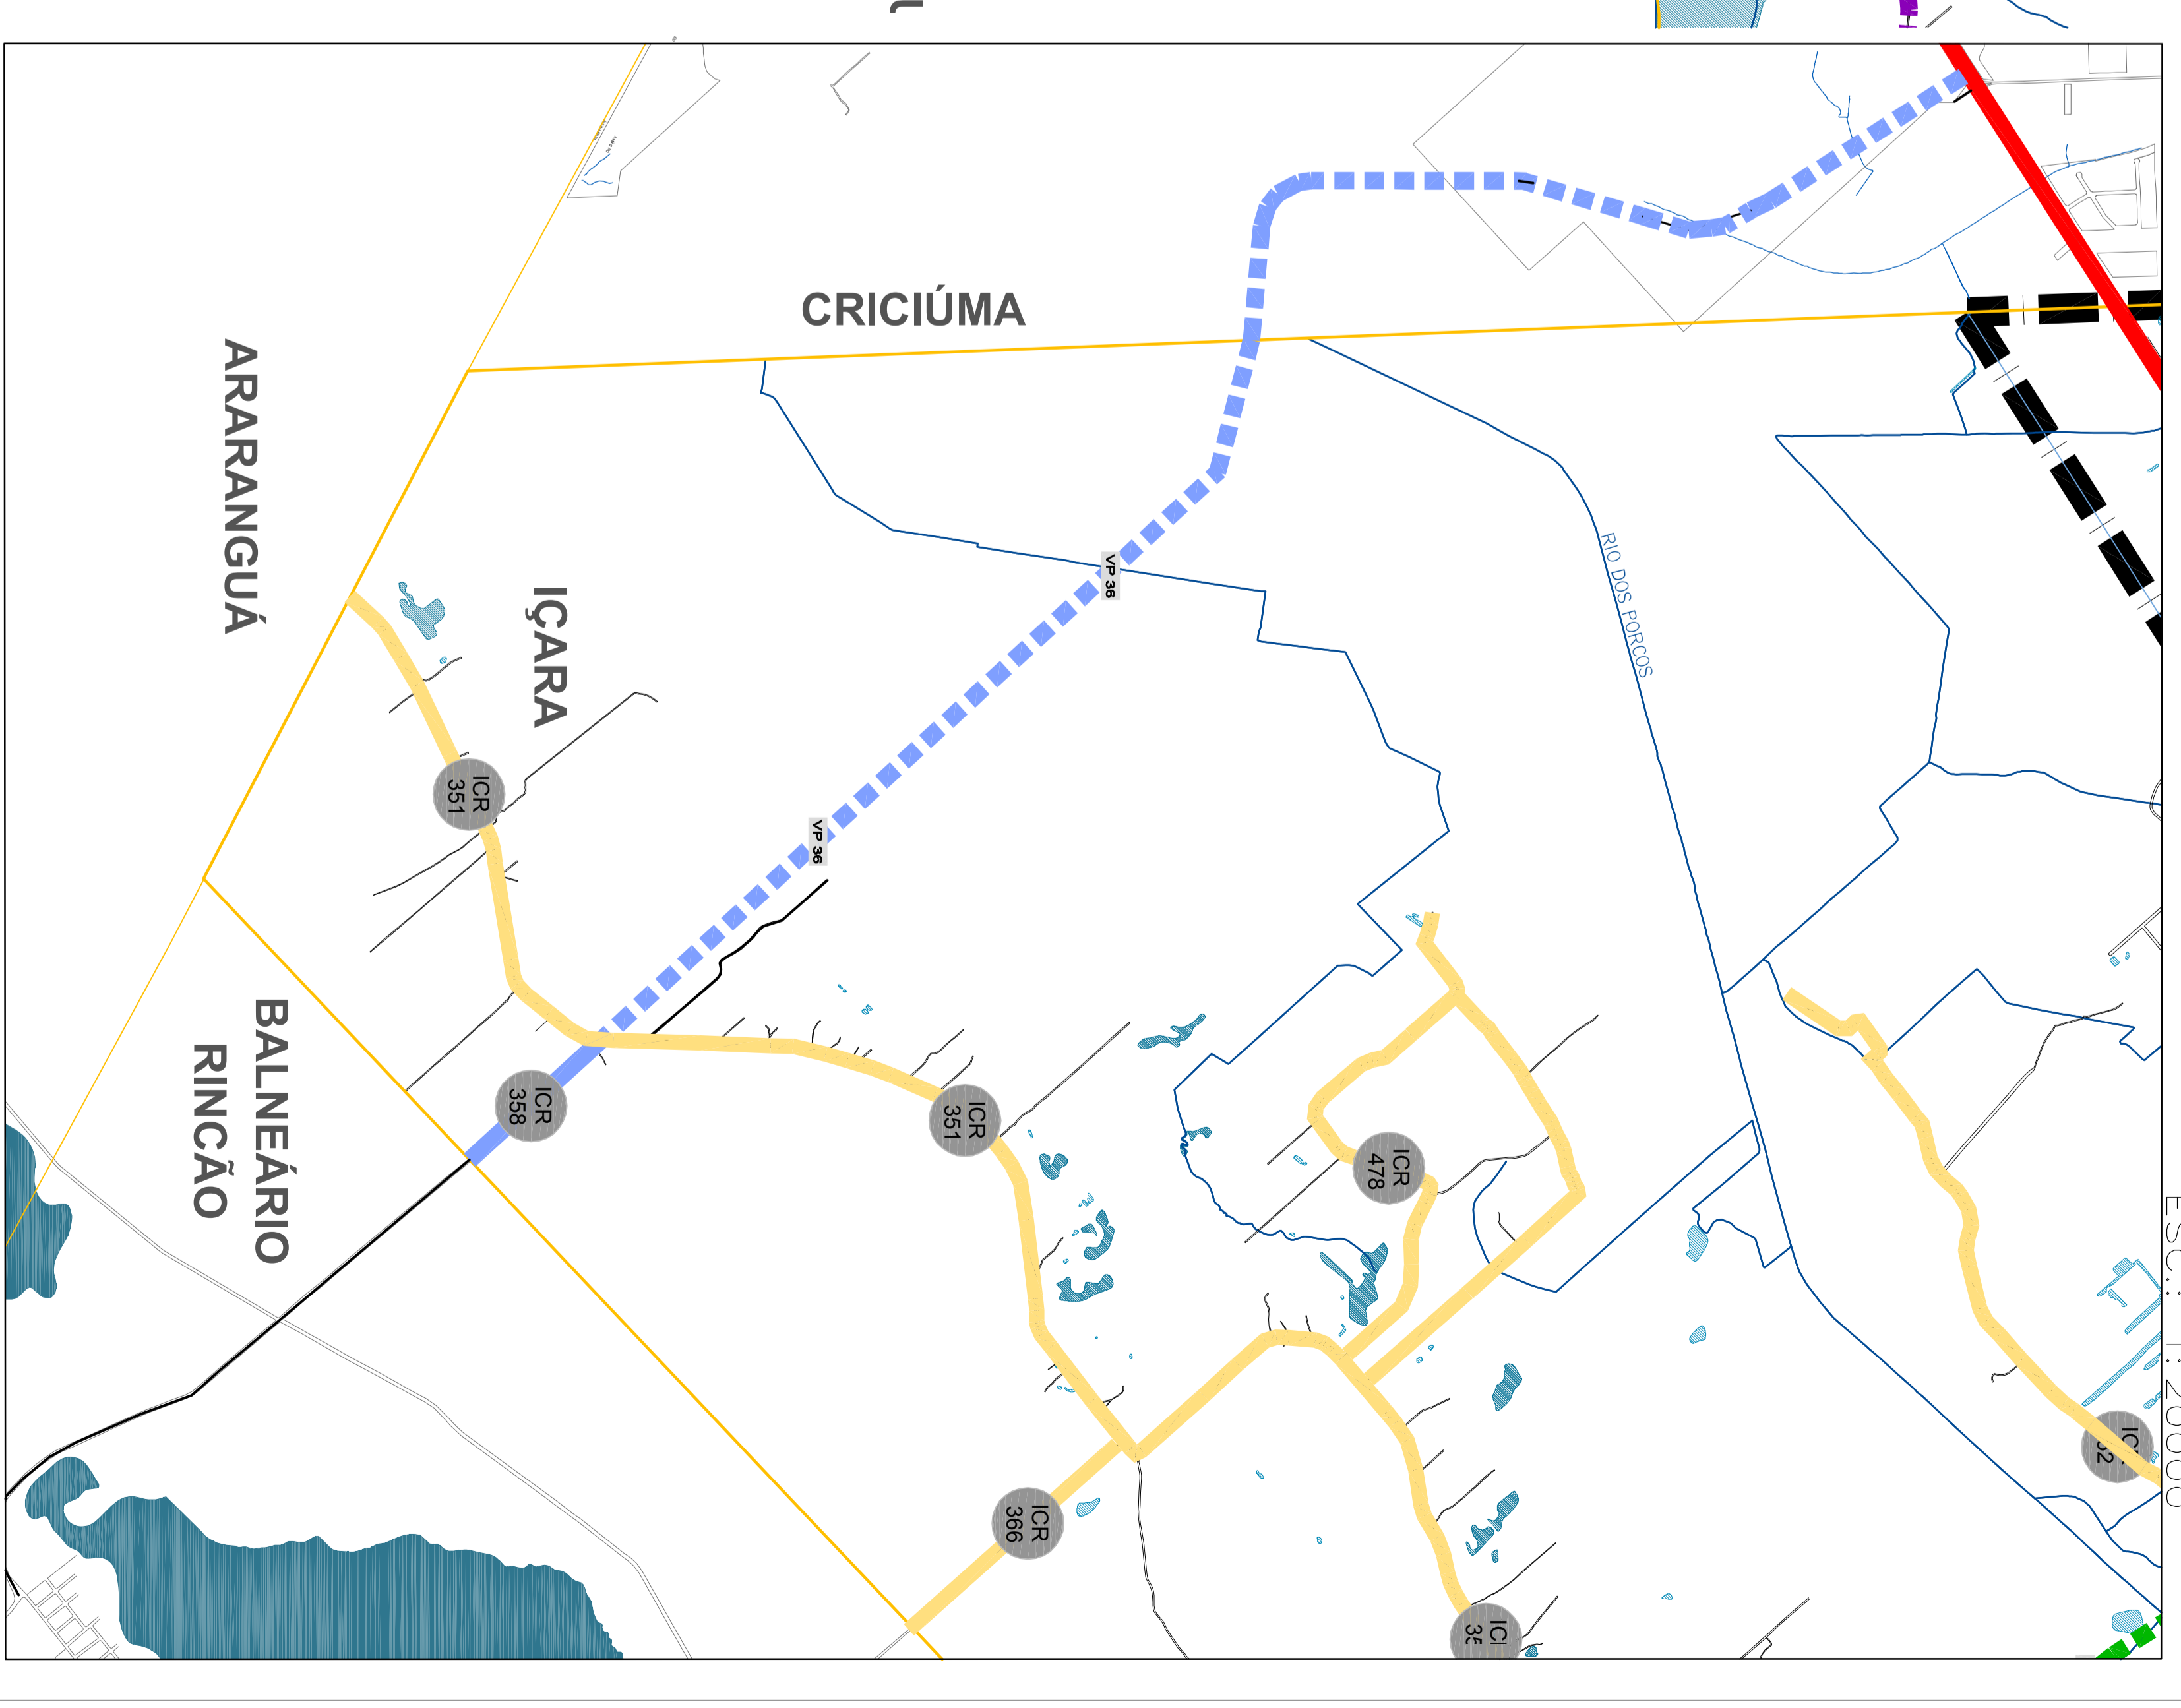 CRICIÚMA
ARARANGUÁ
IÇARA
BALNEÁRIO
RINCÃO
RIO DOS PORCOS
VP 36
VP 36
ICR
351
ICR
358
ICR
351
ICR
478
ICR
366